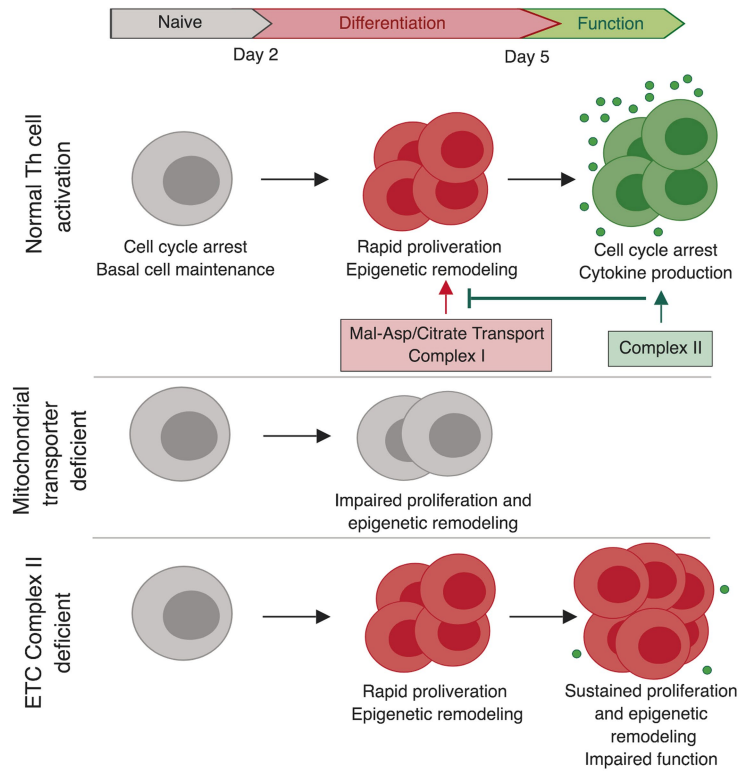 Naive
Differentiation
Function
Day 2
Day 5
Normal Th cell
activation
Cell cycle arrest
Basal cell maintenance
Rapid proliveration
Epigenetic remodeling
Cell cycle arrest
Cytokine production
Mal-Asp/Citrate Transport
Complex I
Complex II
Mitochondrial
transporter
deficient
Impaired proliferation and
epigenetic remodeling
ETC Complex II
deficient
Rapid proliveration
Epigenetic remodeling
Sustained proliferation
and epigenetic
remodeling
Impaired function